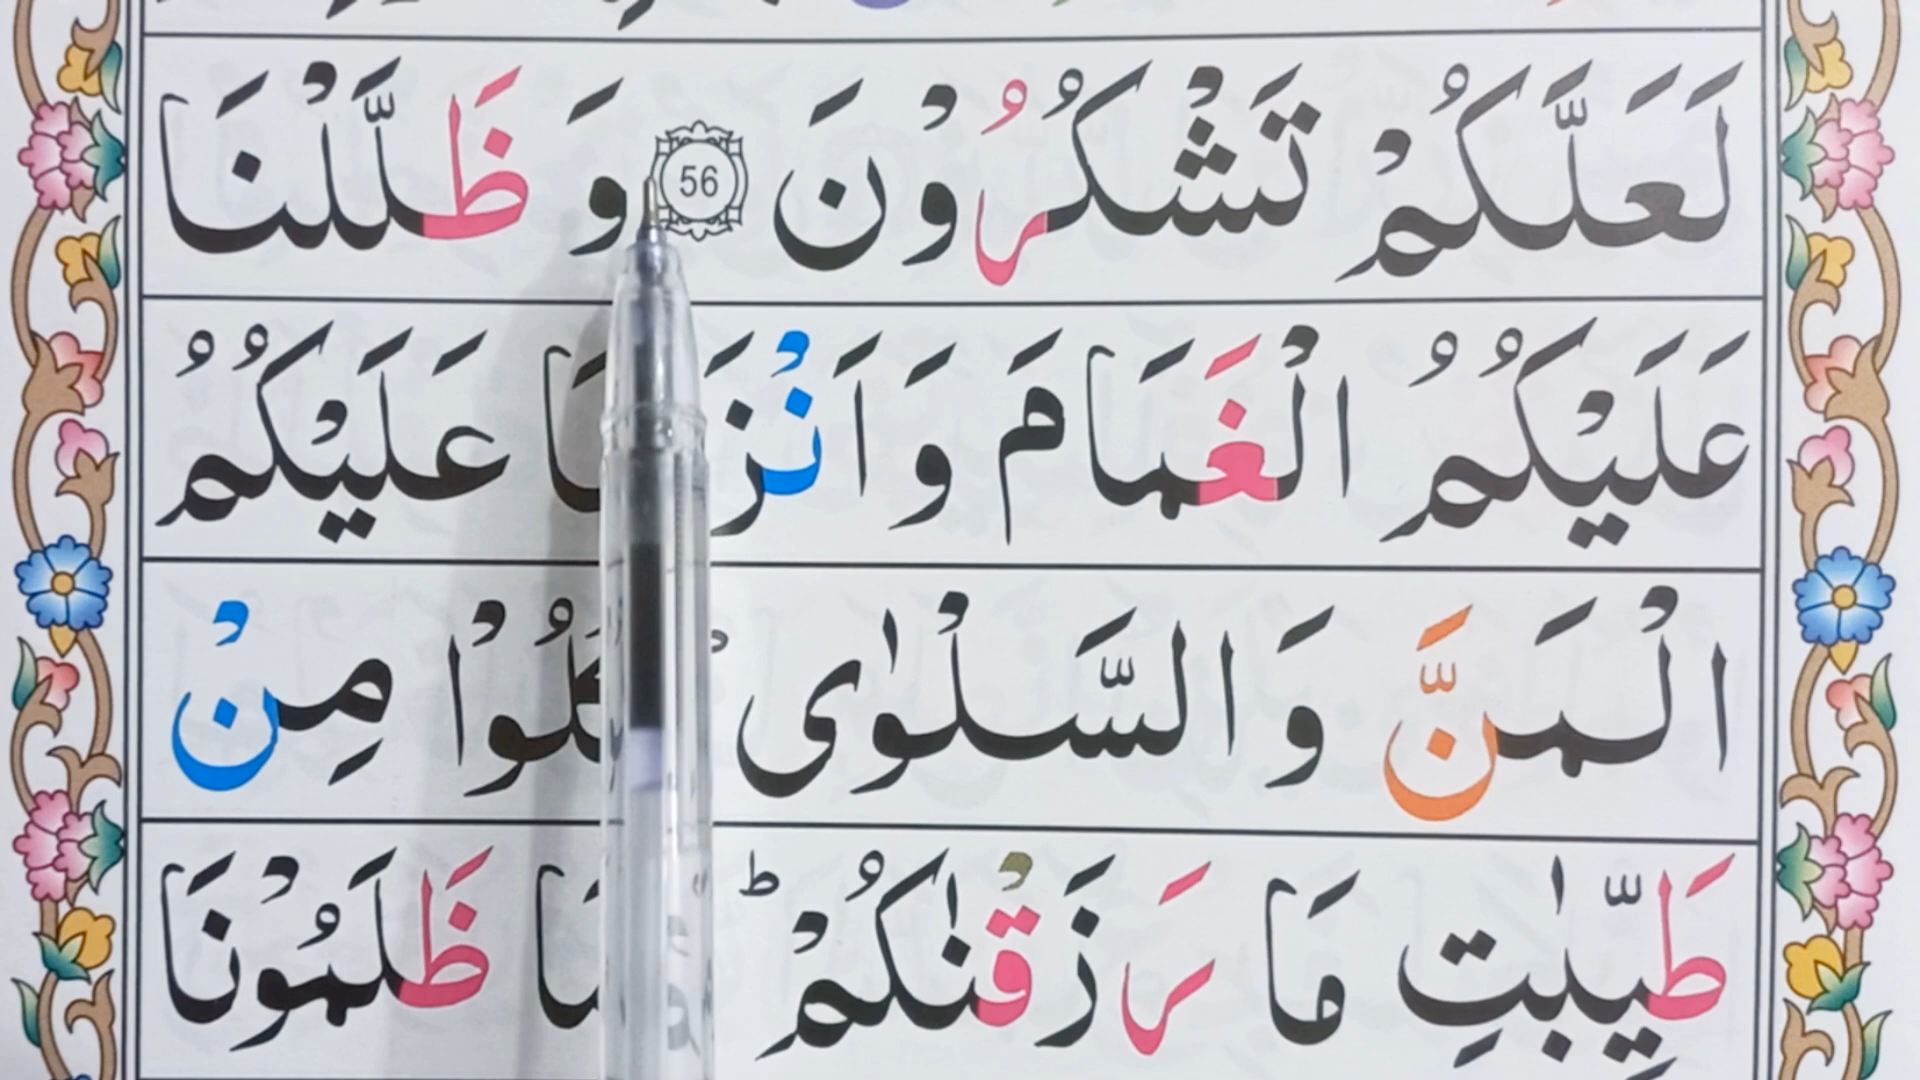 لَعَلَّكُمْ تَشْكُرُوْنَ 56 وَ ظَلَّلْنَا
عَلَيْكُمُ الْغَمَامَ وَاَنْزَلْنَا عَلَيْكُمُ
الْمَنَّ وَ السَّلْوٰى كُلُوْا مِنْ
طَيِّبٰتِ مَا رَزَقْنٰكُمْ ؕ وَمَا ظَلَمُوْنَا